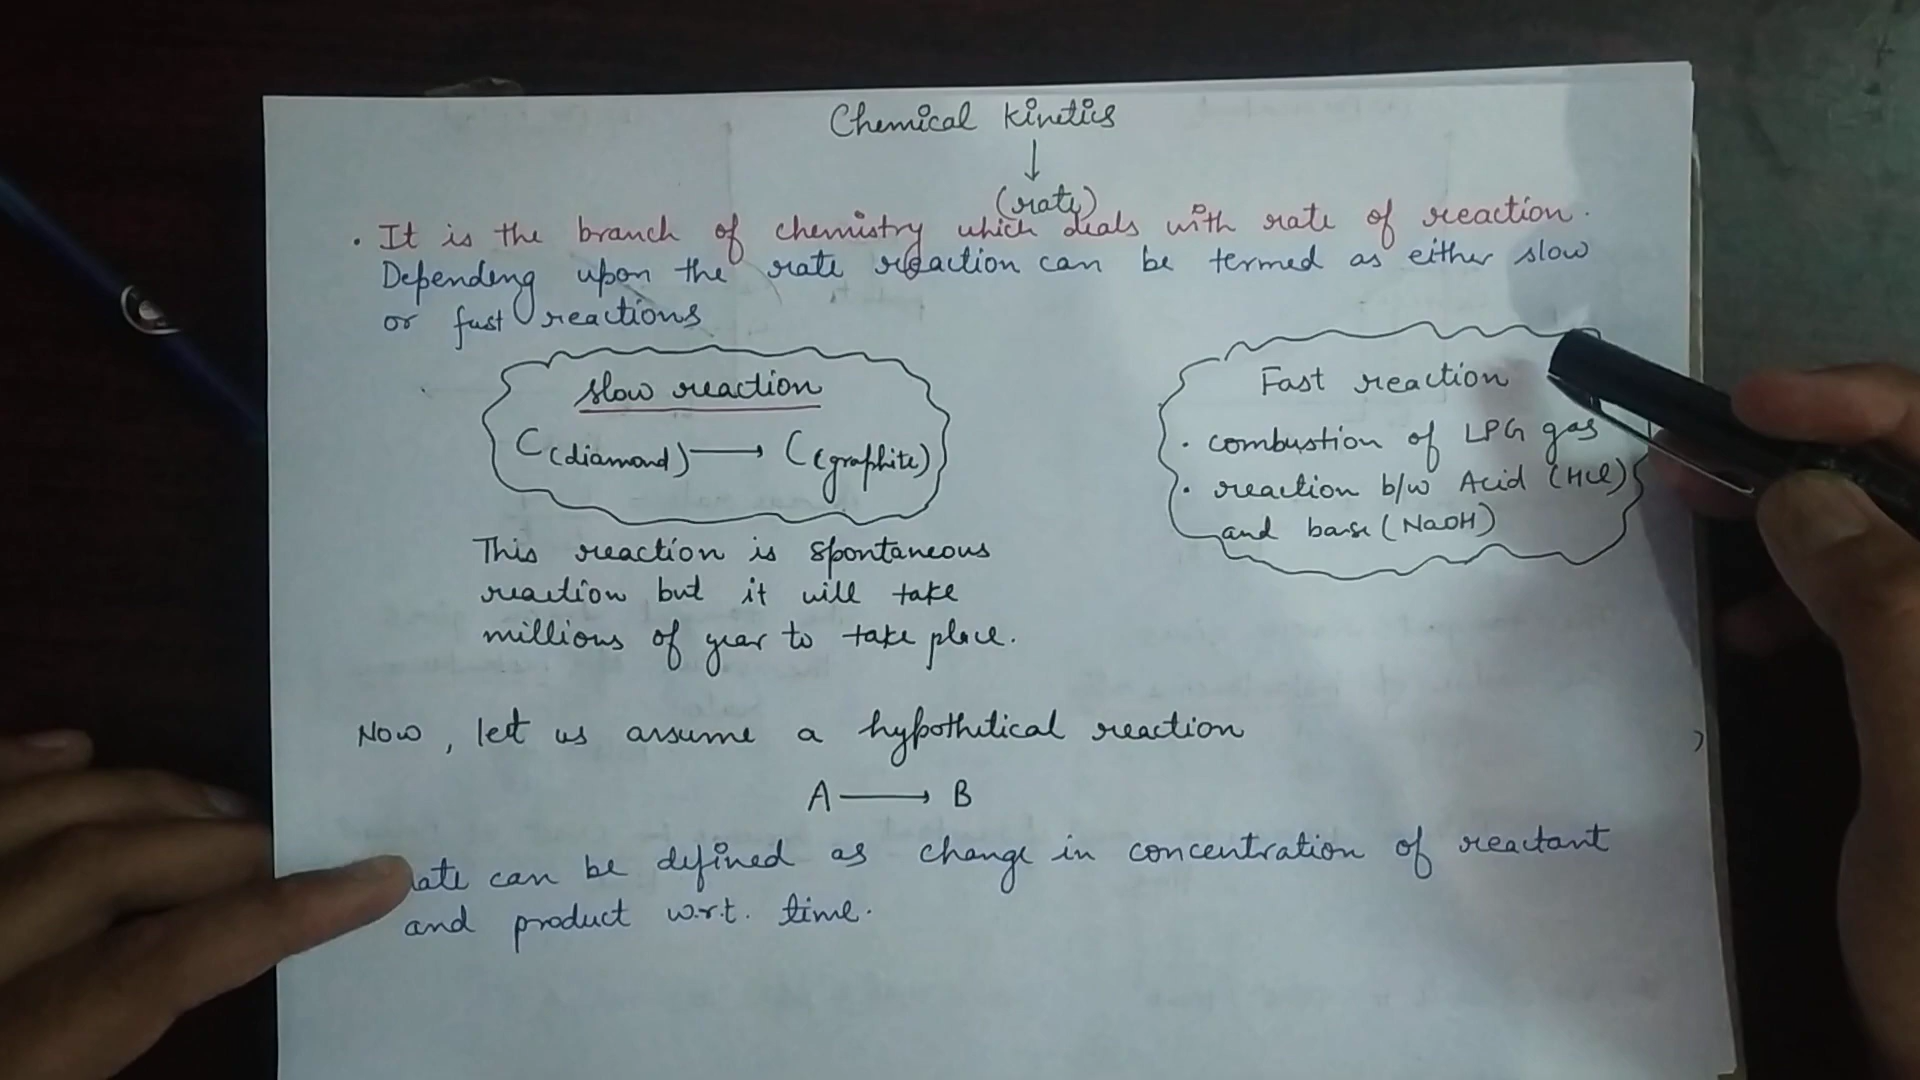 Chemical Kinetics
(rate)
• It is the branch of chemistry which deals with rate of reaction.
Depending upon the rate reaction can be termed as either slow
or fast reactions
slow reaction
C(diamond) → C(graphite)
This reaction is spontaneous
reaction but it will take
millions of year to take place.
Fast reaction
• combustion of LPG gas
• reaction b/w Acid (HCl)
and base (NaOH)
Now, let us assume a hypothitical reaction
A → B
ate can be defined as change in concentration of reactant
and product w.r.t. time.